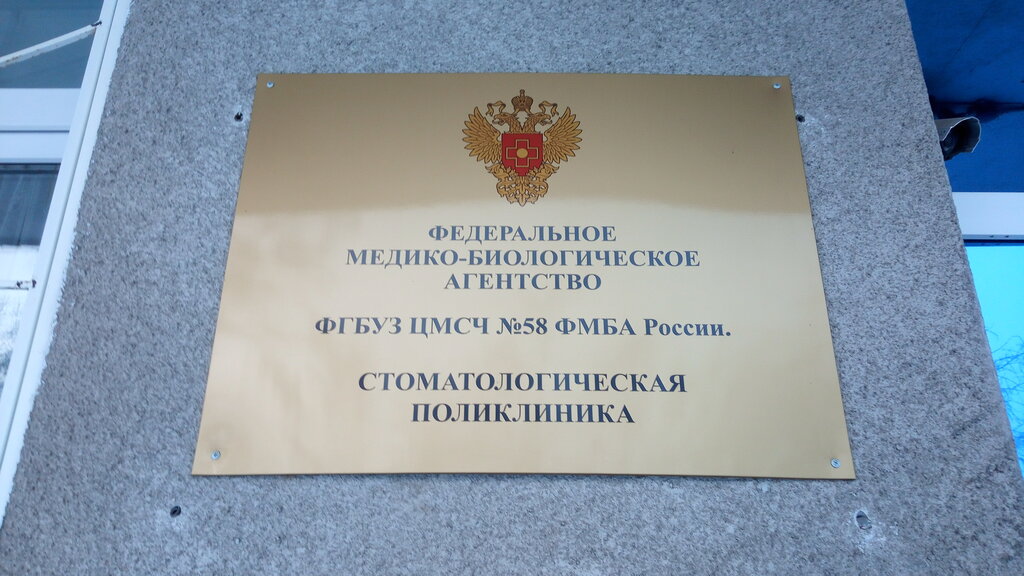 ФЕДЕРАЛЬНОЕ
МЕДИКО-БИОЛОГИЧЕСКОЕ
АГЕНТСТВО
ФГБУЗ ЦМСЧ №58 ФМБА России.
СТОМАТОЛОГИЧЕСКАЯ
ПОЛИКЛИНИКА